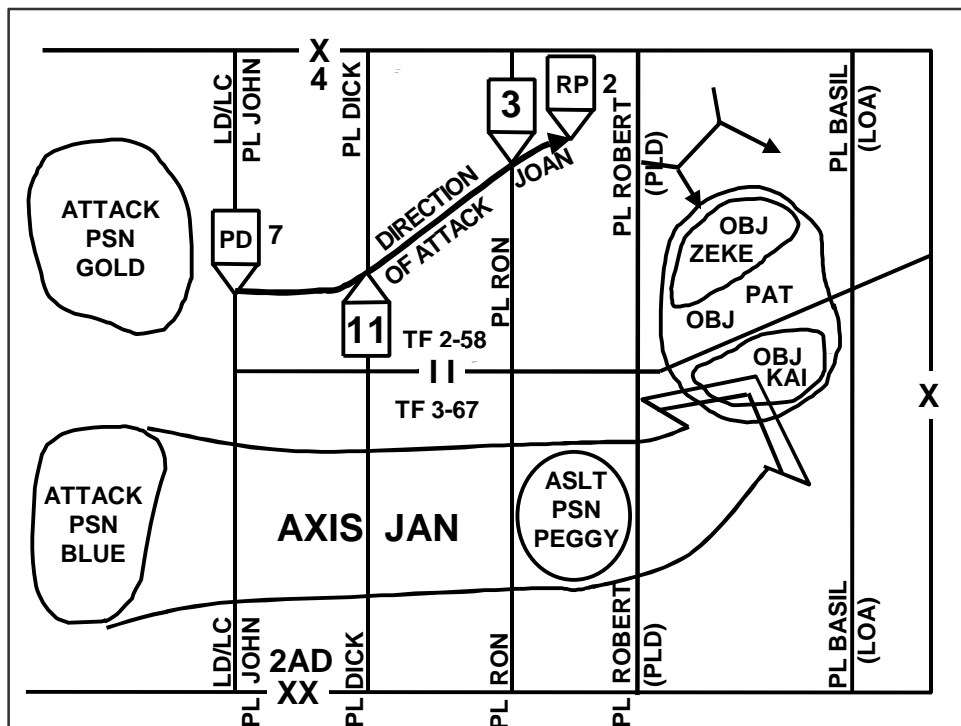 X
4
LD/LC
PL JOHN
PL DICK
3
RP
2
PL ROBERT
(PLD)
PL BASIL
(LOA)
ATTACK
PSN
GOLD
PD
7
DIRECTION
OF ATTACK
JOAN
PL RON
OBJ
ZEKE
PAT
OBJ
11
TF 2-58
I I
TF 3-67
OBJ
KAI
X
ATTACK
PSN
BLUE
AXIS JAN
ASLT
PSN
PEGGY
LD/LC
PL JOHN
2AD
XX
PL DICK
PL RON
PL ROBERT
(PLD)
PL BASIL
(LOA)